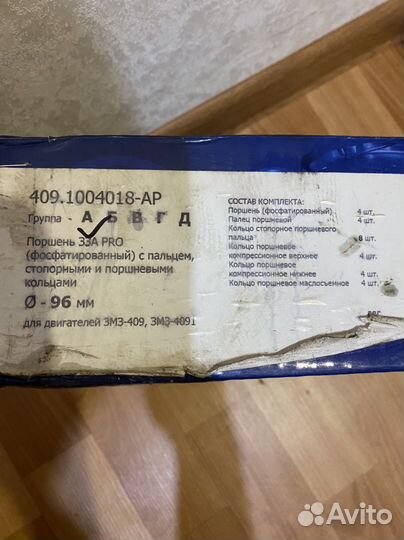 409.1004018-АР
Группа - А Б В Г Д
Поршень ЗЗА PRO
(фосфатированный) с пальцем,
стопорными и поршневыми
кольцами
Ø - 96 мм
для двигателей ЗМЗ-409, ЗМЗ-4091
СОСТАВ КОМПЛЕКТА:
Поршень (фосфатированный) 4 шт.
Палец поршневой 4 шт.
Кольцо стопорное поршневого
пальца 8 шт.
Кольцо поршневое
компрессионное верхнее 4 шт.
Кольцо поршневое
компрессионное нижнее 4 шт.
Кольцо поршневое маслосъемное 4 шт.
Avito